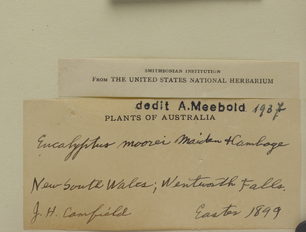 SMITHSONIAN INSTITUTION
FROM THE UNITED STATES NATIONAL HERBARIUM
dedit A. Meebold 1937
PLANTS OF AUSTRALIA
Eucalyptus moorei Maiden & Cambage
New South Wales; Wentworth Falls.
J. H. Camfield Easter 1899